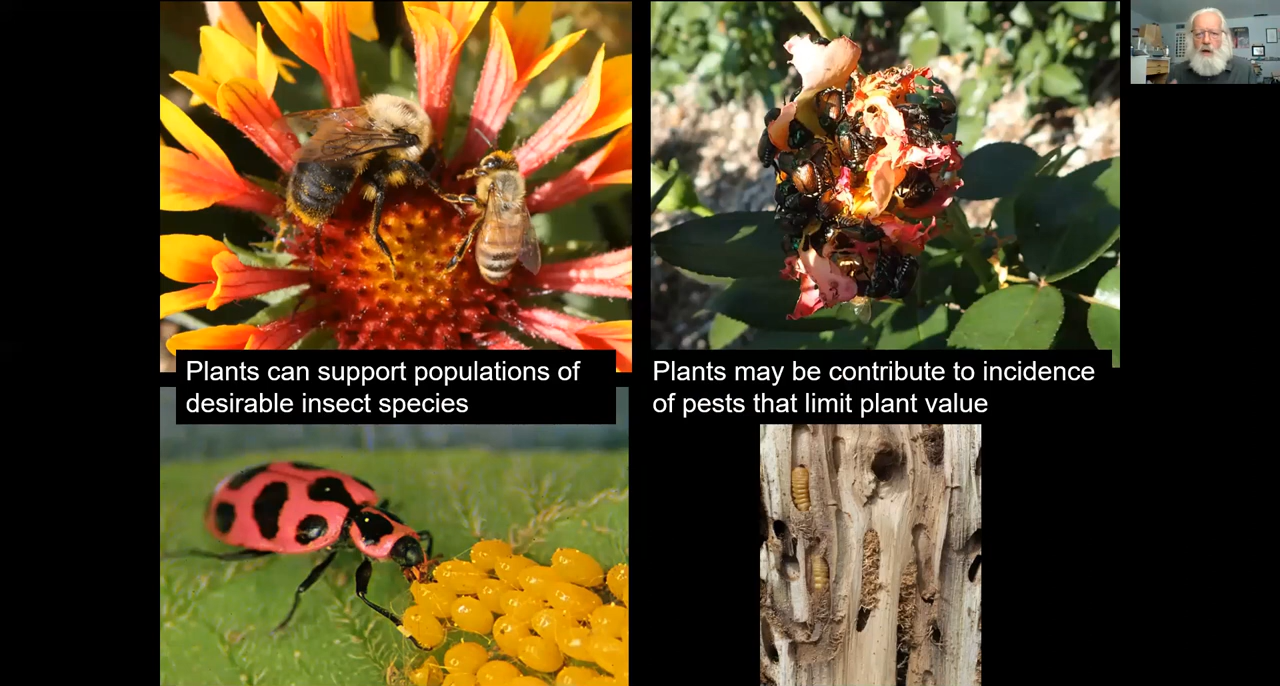 Plants can support populations of
desirable insect species
Plants may be contribute to incidence
of pests that limit plant value